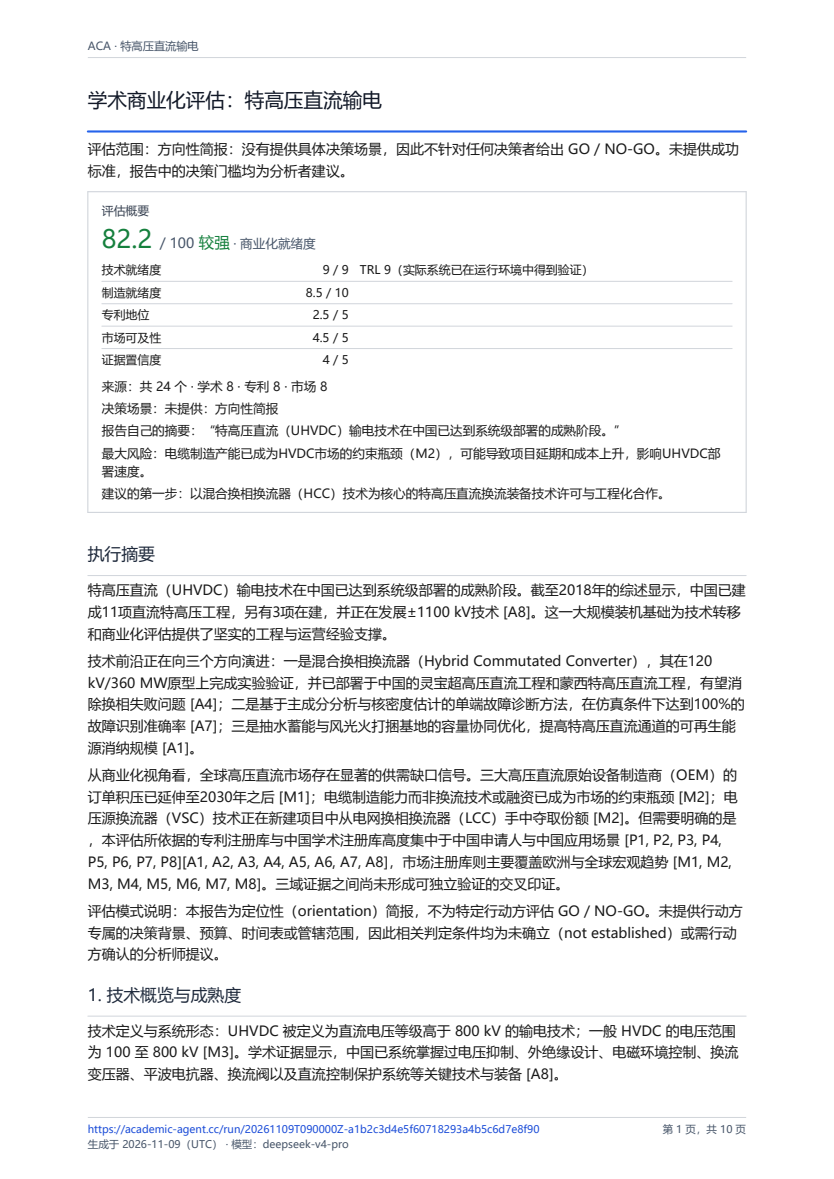 ACA · 特高压直流输电
学术商业化评估：特高压直流输电
评估范围：方向性简报：没有提供具体决策场景，因此不针对任何决策者给出 GO / NO-GO。未提供成功
标准，报告中的决策门槛均为分析者建议。
评估概要
82.2 / 100 较强 · 商业化就绪度
技术就绪度 9 / 9 TRL 9（实际系统已在运行环境中得到验证）
制造就绪度 8.5 / 10
专利地位 2.5 / 5
市场可及性 4.5 / 5
证据置信度 4 / 5
来源：共 24 个 · 学术 8 · 专利 8 · 市场 8
决策场景：未提供：方向性简报
报告自己的摘要：“特高压直流（UHVDC）输电技术在中国已达到系统级部署的成熟阶段。”
最大风险：电缆制造产能已成为HVDC市场的约束瓶颈（M2），可能导致项目延期和成本上升，影响UHVDC部
署速度。
建议的第一步：以混合换相换流器（HCC）技术为核心的特高压直流换流装备技术许可与工程化合作。
执行摘要
特高压直流（UHVDC）输电技术在中国已达到系统级部署的成熟阶段。截至2018年的综述显示，中国已建
成11项直流特高压工程，另有3项在建，并正在发展±1100 kV技术 [A8]。这一大规模装机基础为技术转移
和商业化评估提供了坚实的工程与运营经验支撑。
技术前沿正在向三个方向演进：一是混合换相换流器（Hybrid Commutated Converter），其在120
kV/360 MW原型上完成实验验证，并已部署于中国的灵宝超高压直流工程和蒙西特高压直流工程，有望消
除换相失败问题 [A4]；二是基于主成分分析与核密度估计的单端故障诊断方法，在仿真条件下达到100%的
故障识别准确率 [A7]；三是抽水蓄能与风光火打捆基地的容量协同优化，提高特高压直流通道的可再生能
源消纳规模 [A1]。
从商业化视角看，全球高压直流市场存在显著的供需缺口信号。三大高压直流原始设备制造商（OEM）的
订单积压已延伸至2030年之后 [M1]；电缆制造能力而非换流技术或融资已成为市场的约束瓶颈 [M2]；电
压源换流器（VSC）技术正在新建项目中从电网换相换流器（LCC）手中夺取份额 [M2]。但需要明确的是
，本评估所依据的专利注册库与中国学术注册库高度集中于中国申请人与中国应用场景 [P1, P2, P3, P4,
P5, P6, P7, P8][A1, A2, A3, A4, A5, A6, A7, A8]，市场注册库则主要覆盖欧洲与全球宏观趋势 [M1, M2,
M3, M4, M5, M6, M7, M8]。三域证据之间尚未形成可独立验证的交叉印证。
评估模式说明：本报告为定位性（orientation）简报，不为特定行动方评估 GO / NO-GO。未提供行动方
专属的决策背景、预算、时间表或管辖范围，因此相关判定条件均为未确立（not established）或需行动
方确认的分析师提议。
1. 技术概览与成熟度
技术定义与系统形态：UHVDC 被定义为直流电压等级高于 800 kV 的输电技术；一般 HVDC 的电压范围
为 100 至 800 kV [M3]。学术证据显示，中国已系统掌握过电压抑制、外绝缘设计、电磁环境控制、换流
变压器、平波电抗器、换流阀以及直流控制保护系统等关键技术与装备 [A8]。
https://academic-agent.cc/run/20261109T090000Z-a1b2c3d4e5f60718293a4b5c6d7e8f90 第 1 页，共 10 页
生成于 2026-11-09（UTC） · 模型：deepseek-v4-pro